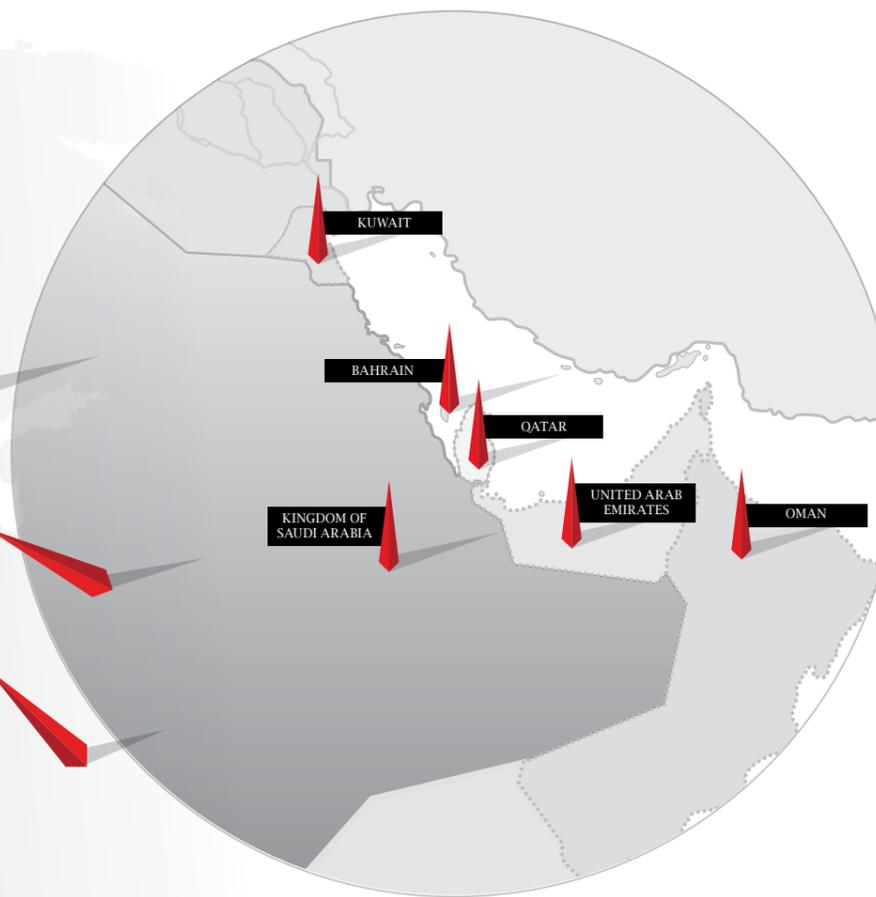 KUWAIT
BAHRAIN
QATAR
UNITED ARAB
EMIRATES
KINGDOM OF
SAUDI ARABIA
OMAN